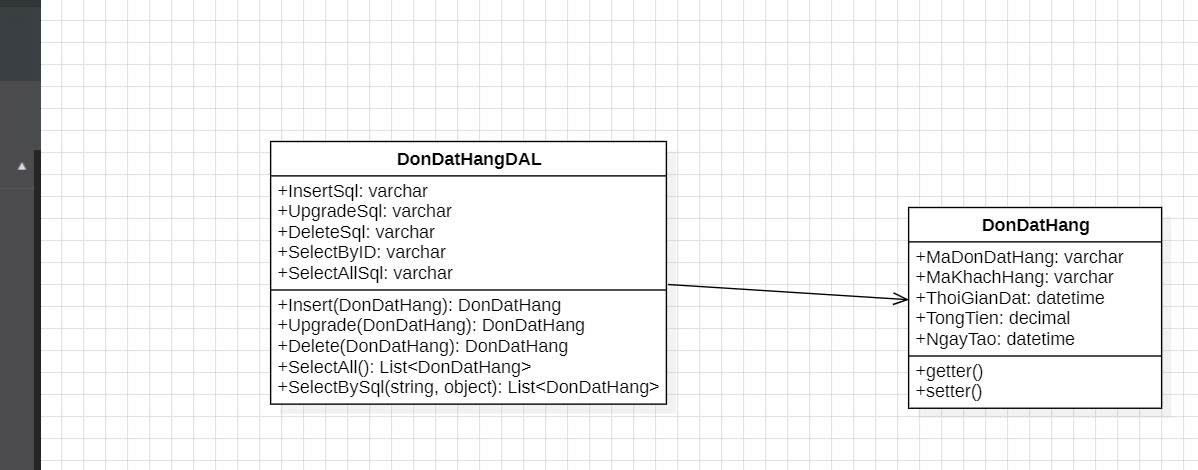 DonDatHangDAL
+InsertSql: varchar
+UpgradeSql: varchar
+DeleteSql: varchar
+SelectByID: varchar
+SelectAllSql: varchar
+Insert(DonDatHang): DonDatHang
+Upgrade(DonDatHang): DonDatHang
+Delete(DonDatHang): DonDatHang
+SelectAll(): List<DonDatHang>
+SelectBySql(string, object): List<DonDatHang>
DonDatHang
+MaDonDatHang: varchar
+MaKhachHang: varchar
+ThoiGianDat: datetime
+TongTien: decimal
+NgayTao: datetime
+getter()
+setter()